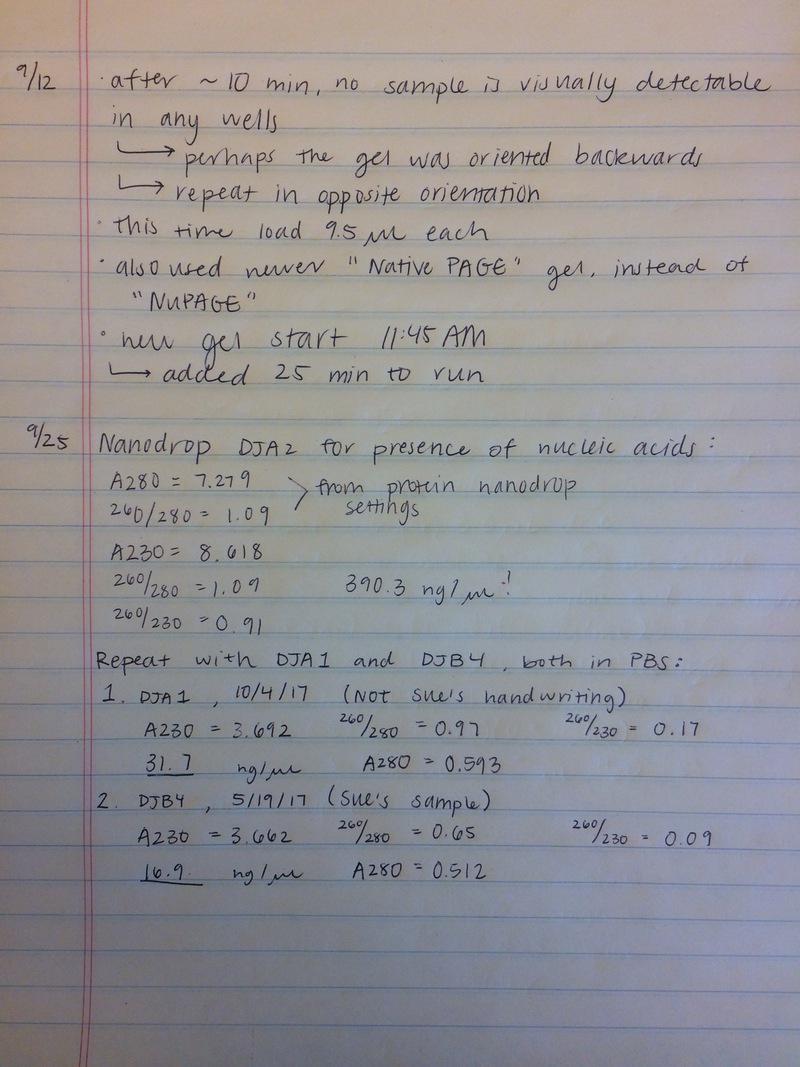 9/12 · after ~10 min, no sample is visually detectable
in any wells
↳ perhaps the gel was oriented backwards
↳ repeat in opposite orientation
· this time load 9.5 µl each
· also used newer "Native PAGE" gel, instead of
"NuPAGE"
· new gel start 11:45 AM
↳ added 25 min to run
9/25 Nanodrop DJA2 for presence of nucleic acids:
A280 = 7.279 > from protein nanodrop
260/280 = 1.09 settings
A230 = 8.618
260/280 = 1.09 390.3 ng/µl!
260/230 = 0.91
Repeat with DJA1 and DJB4, both in PBS:
1. DJA1, 10/4/17 (Not Sue's handwriting)
A230 = 3.692 260/280 = 0.97 260/230 = 0.17
31.7 ng/µl A280 = 0.593
2. DJB4, 5/19/17 (Sue's sample)
A230 = 3.662 260/280 = 0.65 260/230 = 0.09
16.9 ng/µl A280 = 0.512